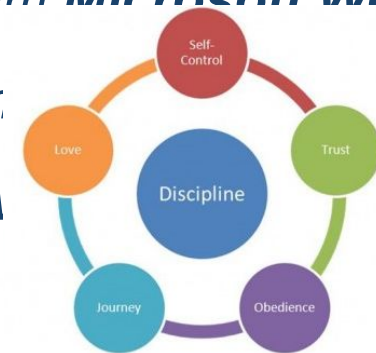 Self-
Control
Love
Trust
Discipline
Journey
Obedience